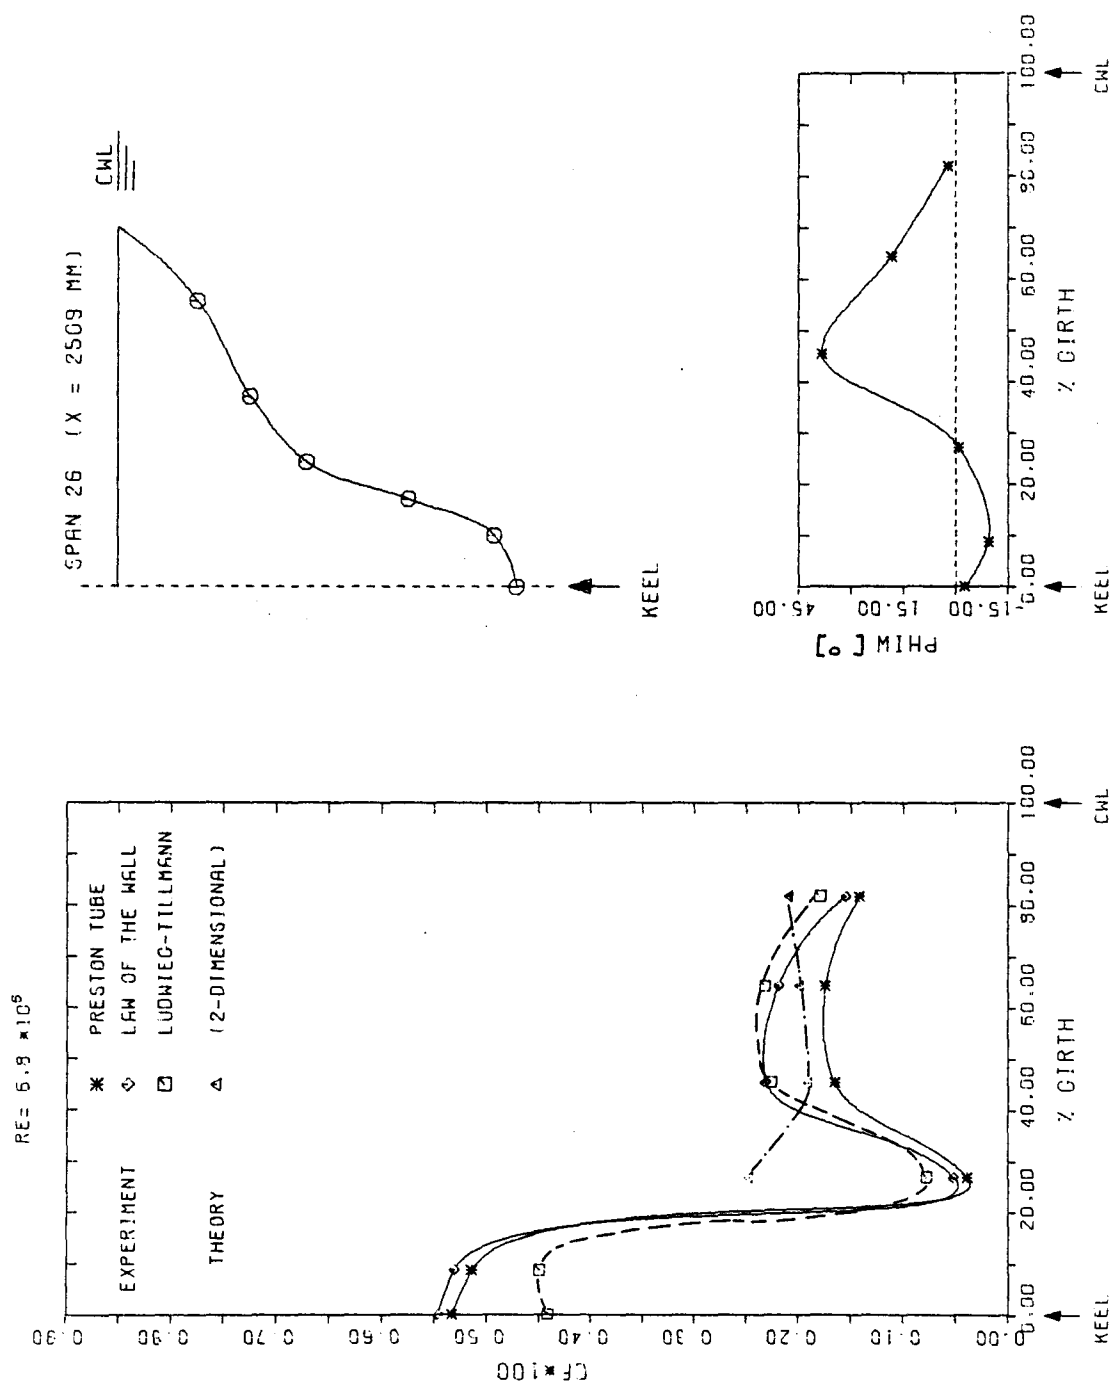 RE= 6.8 *10⁶
EXPERIMENT
PRESTON TUBE
LAW OF THE WALL
LUDWIEG-TILLMANN
THEORY
(2-DIMENSIONAL)
CF*100
0.90
0.80
0.70
0.60
0.50
0.40
0.30
0.20
0.10
0.00
0.00
20.00
40.00
60.00
80.00
100.00
% GIRTH
KEEL
CWL
SPAN 26 (X = 2509 MM)
CWL
KEEL
PHIW [°]
45.00
15.00
-15.00
0.00
20.00
40.00
60.00
80.00
100.00
% GIRTH
KEEL
CWL